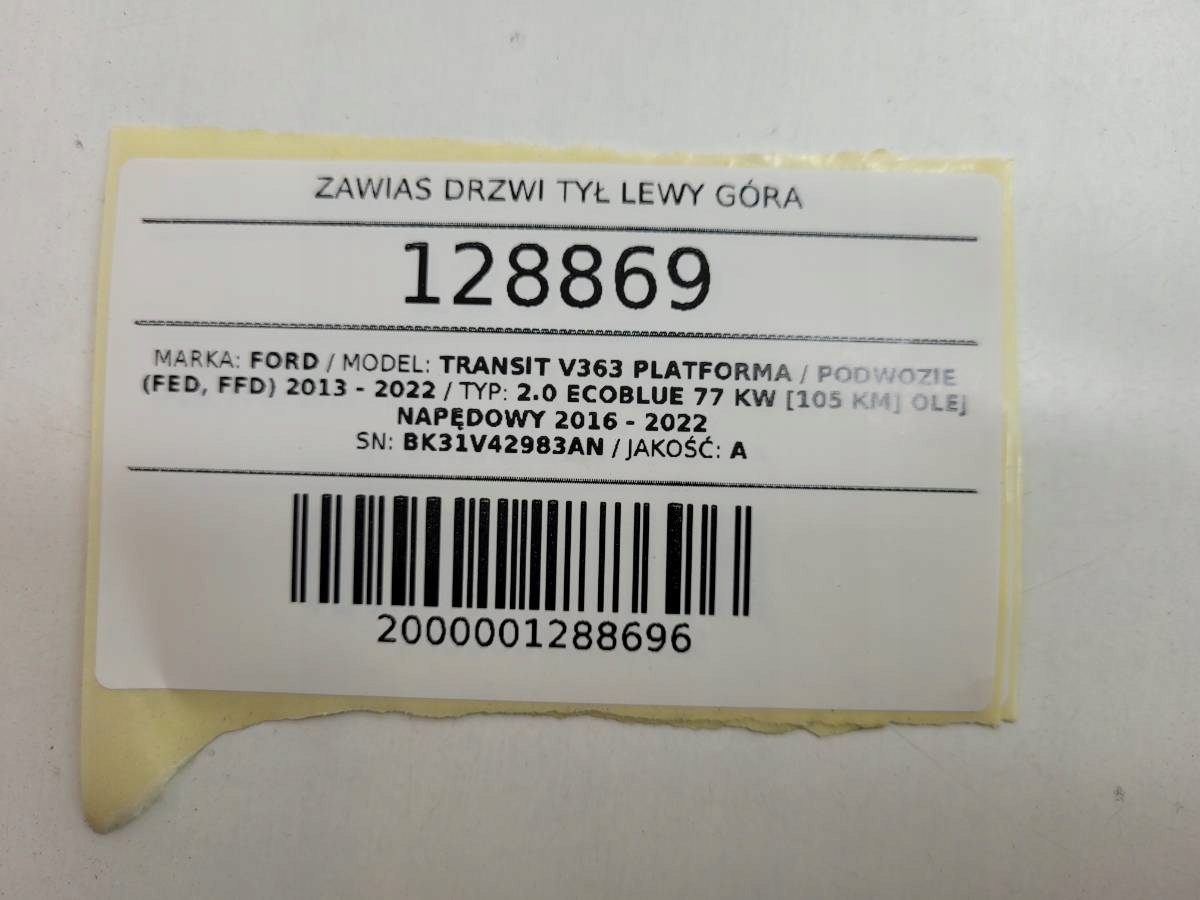 ZAWIAS DRZWI TYŁ LEWY GÓRA
128869
MARKA: FORD / MODEL: TRANSIT V363 PLATFORMA / PODWOZIE
(FED, FFD) 2013 - 2022 / TYP: 2.0 ECOBLUE 77 KW [105 KM] OLEJ
NAPĘDOWY 2016 - 2022
SN: BK31V42983AN / JAKOŚĆ: A
2000001288696